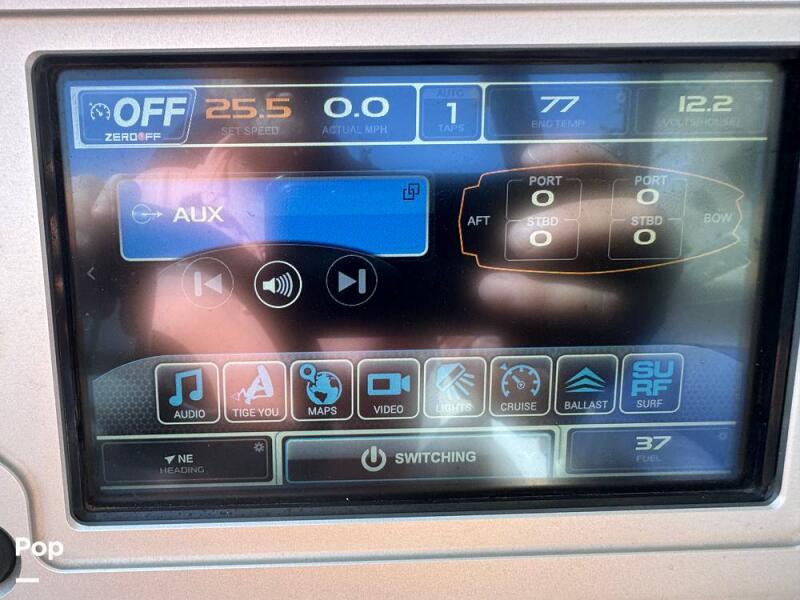 OFF
ZEROOFF
25.5
SET SPEED
0.0
ACTUAL MPH
AUTO
1
TAPS
77
ENG TEMP
12.2
VOLTS(HOUSE)
AUX
AFT
PORT
0
STBD
0
PORT
0
STBD
0
BOW
AUDIO
TIGE YOU
MAPS
VIDEO
LIGHTS
CRUISE
BALLAST
SURF
SURF
NE
HEADING
SWITCHING
37
FUEL
Pop